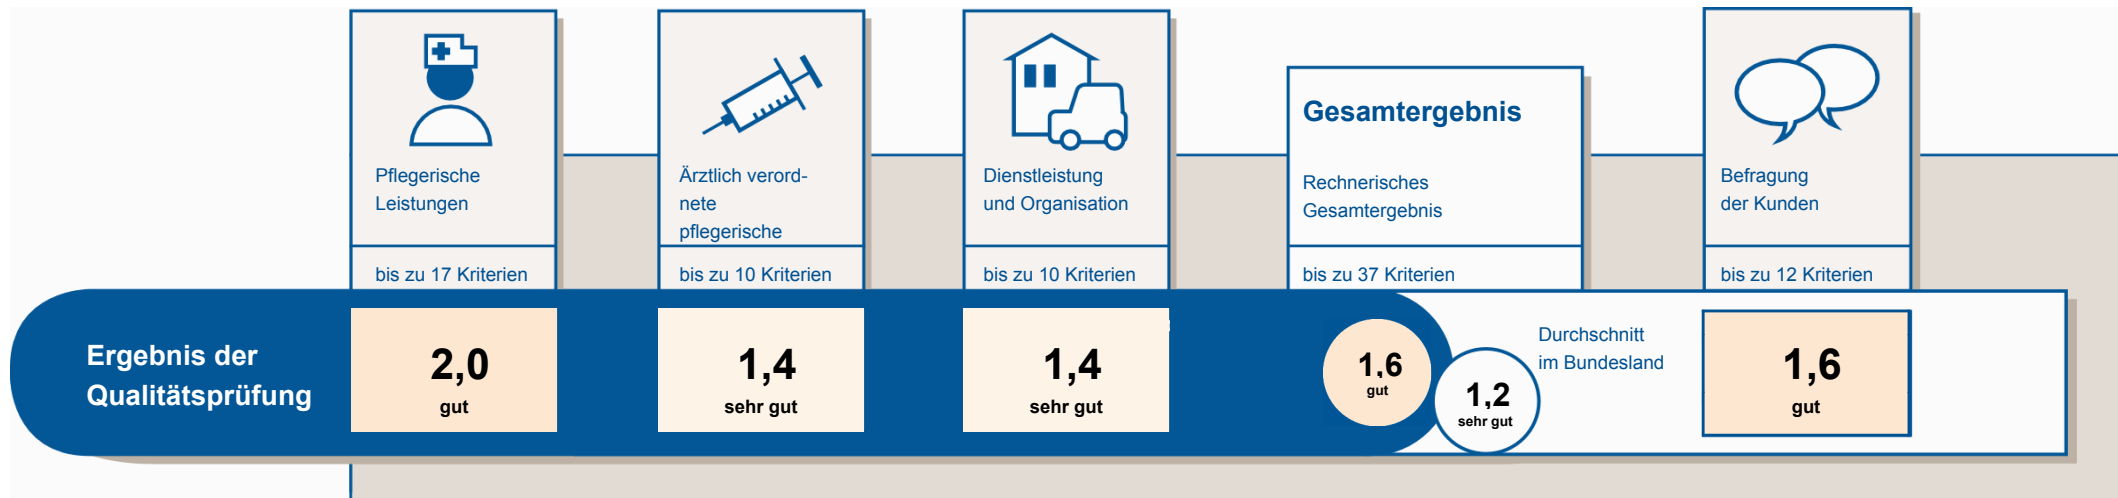 Pflegerische
Leistungen
bis zu 17 Kriterien
Ärztlich verord-
nete
pflegerische
bis zu 10 Kriterien
Dienstleistung
und Organisation
bis zu 10 Kriterien
Gesamtergebnis
Rechnerisches
Gesamtergebnis
bis zu 37 Kriterien
Befragung
der Kunden
bis zu 12 Kriterien
Ergebnis der
Qualitätsprüfung
2,0
gut
1,4
sehr gut
1,4
sehr gut
1,6
gut
1,2
sehr gut
Durchschnitt
im Bundesland
1,6
gut